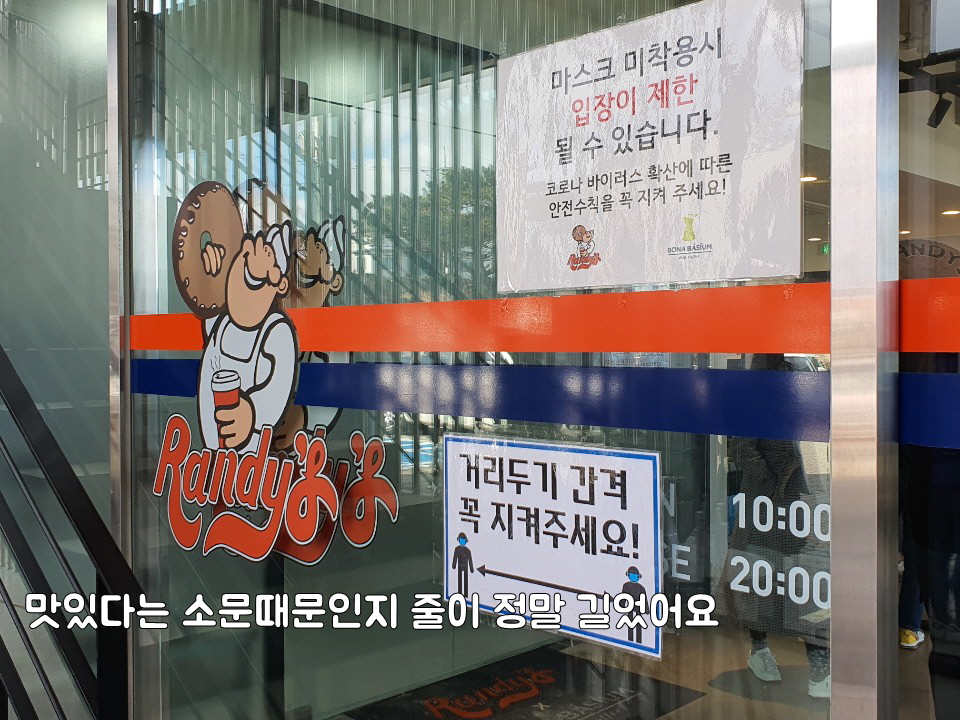 마스크 미착용시
입장이 제한
될 수 있습니다.
코로나 바이러스 확산에 따른
안전수칙을 꼭 지켜 주세요!
Randy's
BONA BASIUM
Randy's
거리두기 간격
꼭 지켜주세요!
10:00
20:00
맛있다는 소문때문인지 줄이 정말 길었어요
Randy's
X